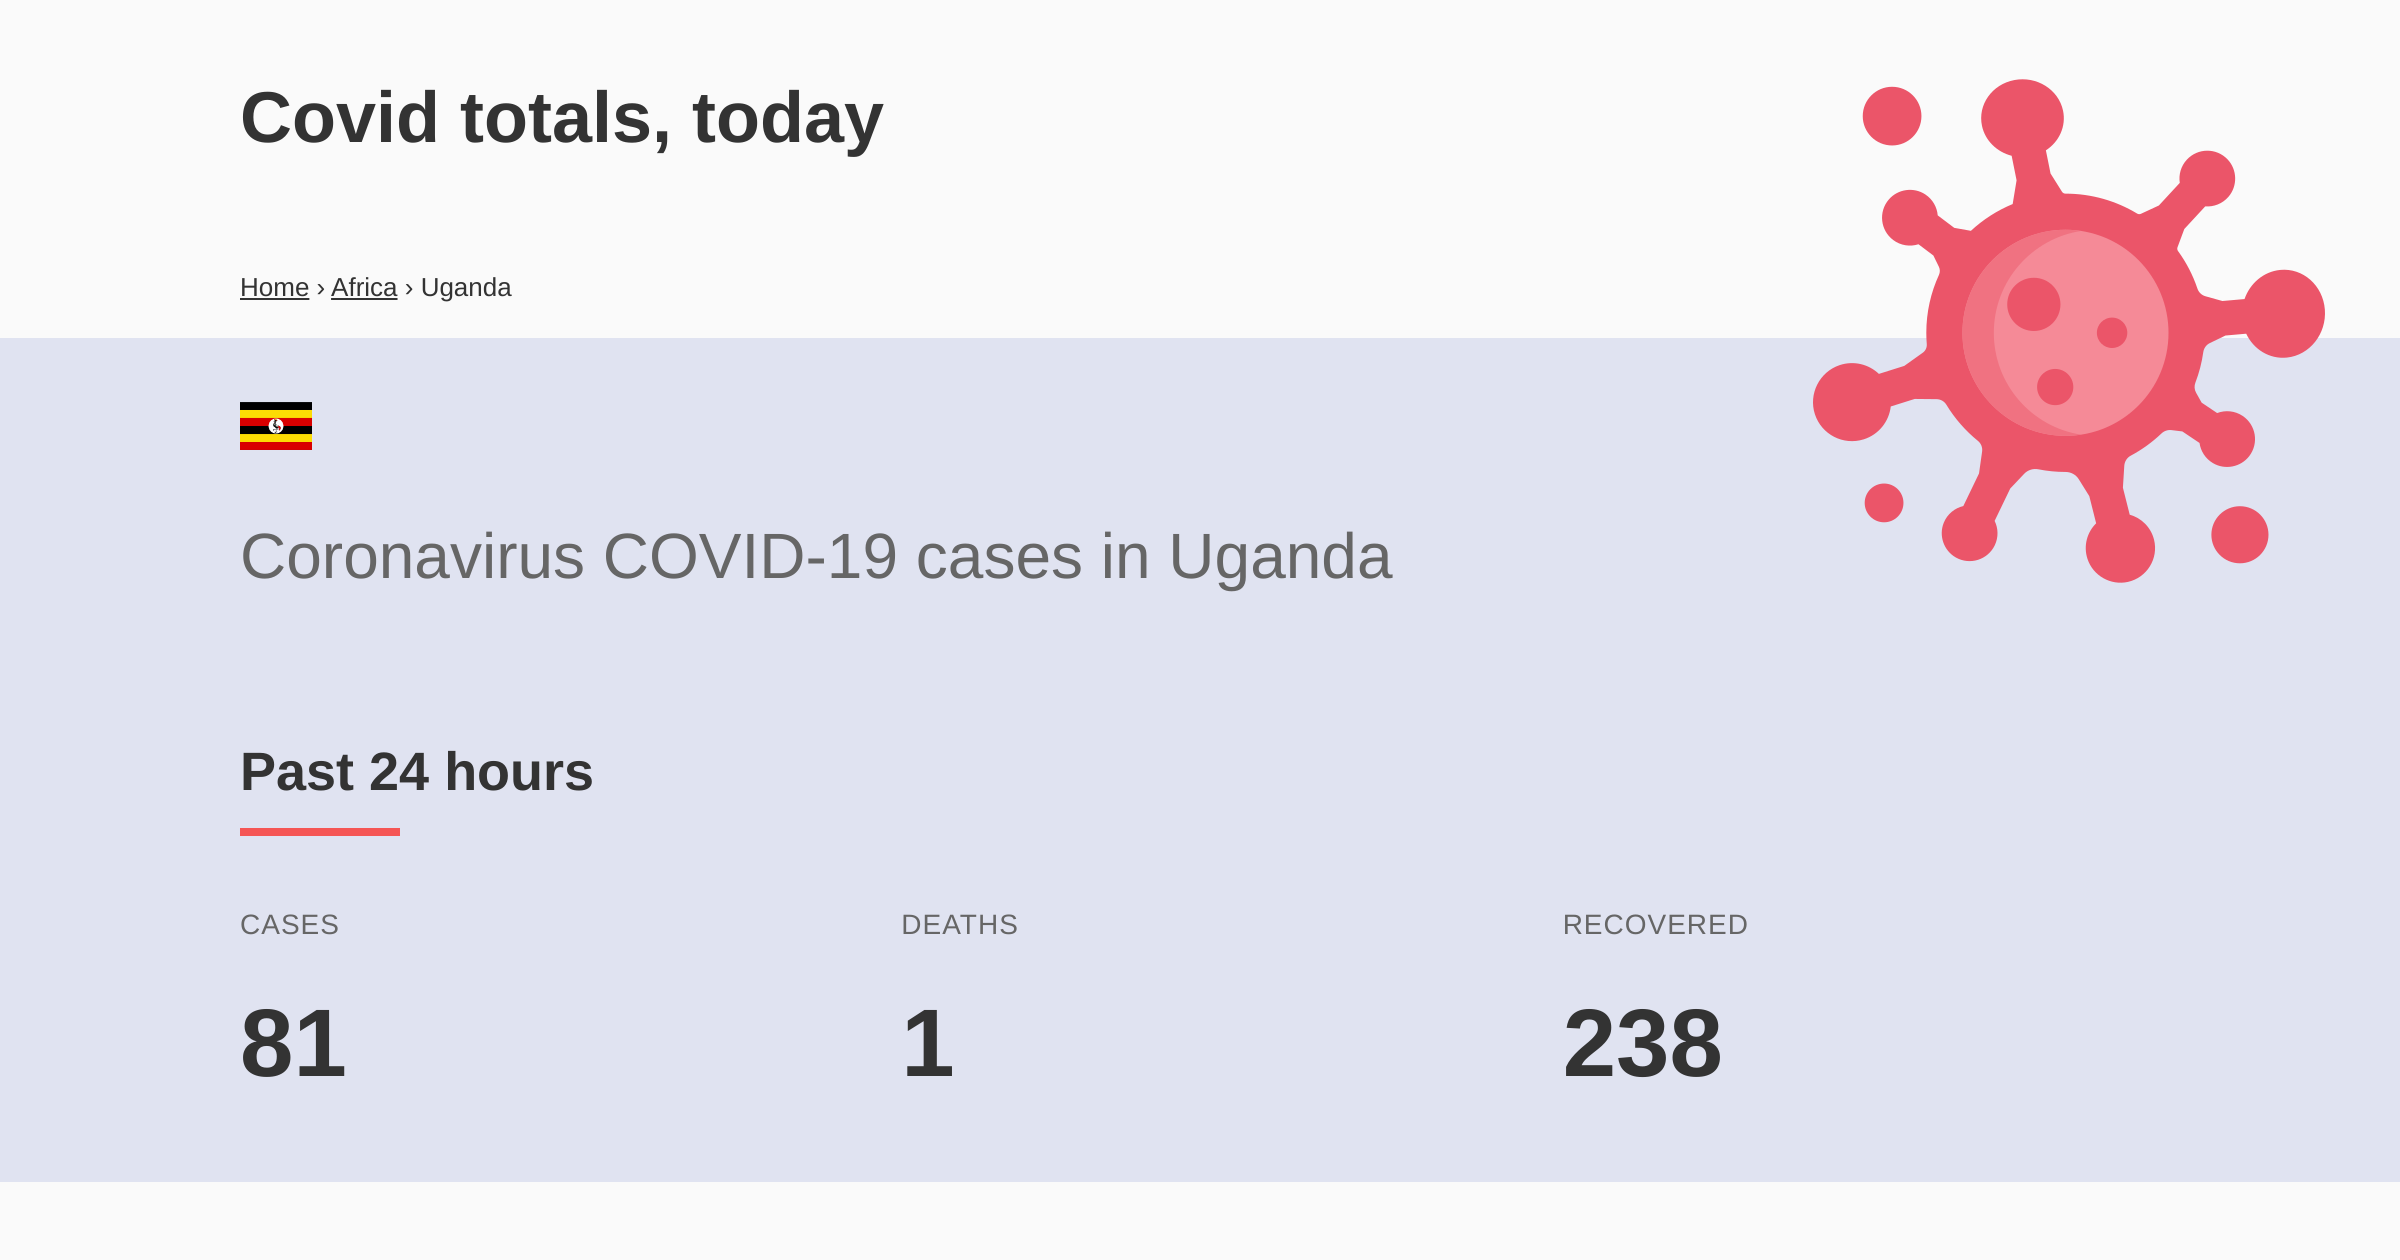 Covid totals, today
Home › Africa › Uganda
Coronavirus COVID-19 cases in Uganda
Past 24 hours
CASES DEATHS RECOVERED
81 1 238